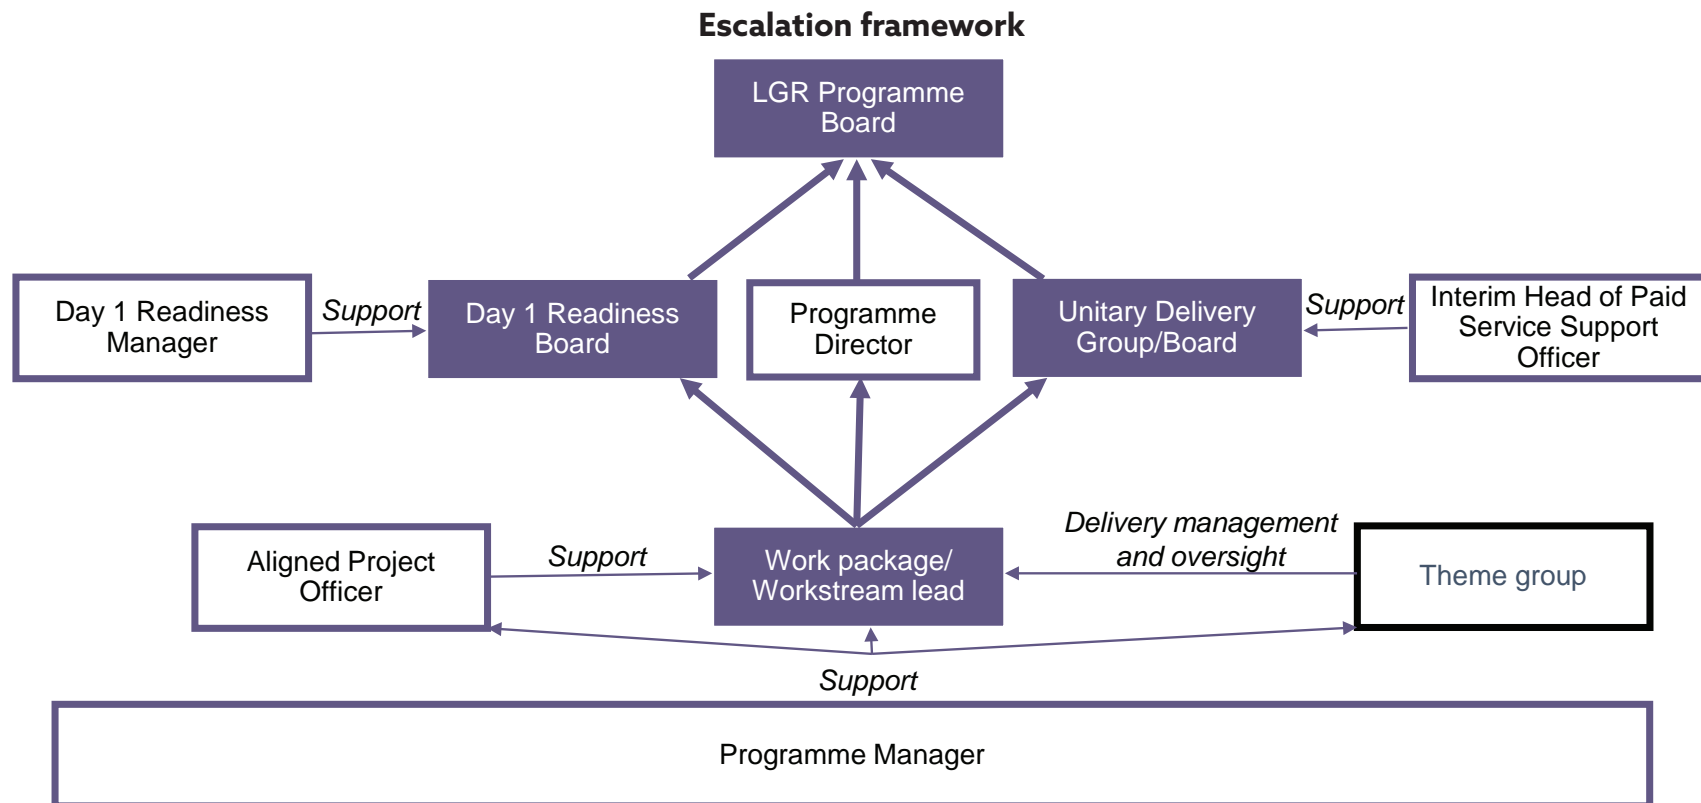 Escalation framework
LGR Programme
Board
Day 1 Readiness
Manager
Support
Day 1 Readiness
Board
Programme
Director
Unitary Delivery
Group/Board
Support
Interim Head of Paid
Service Support
Officer
Aligned Project
Officer
Support
Work package/
Workstream lead
Delivery management
and oversight
Theme group
Support
Programme Manager